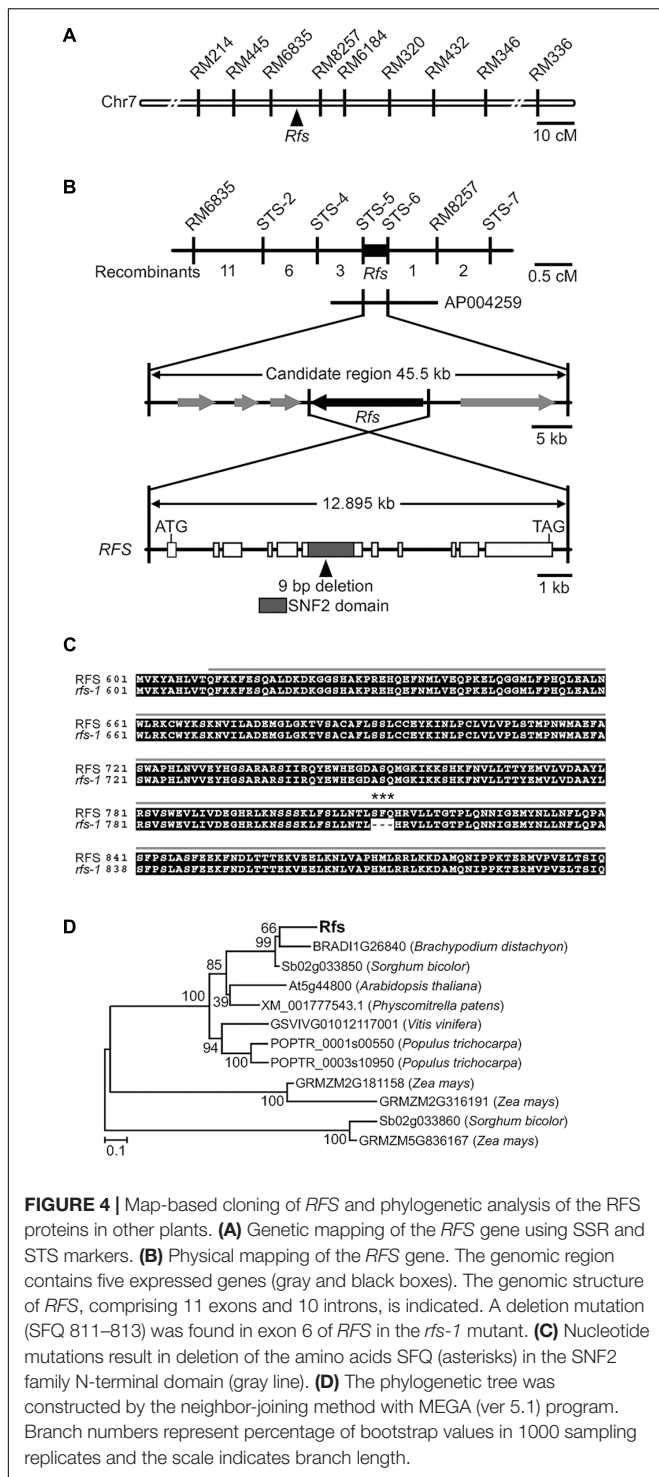 A
RM214 RM445 RM6835 RM8257 RM6184 RM320 RM432 RM346 RM336
Chr7
Rfs
10 cM
B
RM6835 STS-2 STS-4 STS-5 STS-6 RM8257 STS-7
Recombinants 11 6 3 Rfs 1 2
0.5 cM
AP004259
Candidate region 45.5 kb
Rfs
5 kb
12.895 kb
ATG TAG
RFS
9 bp deletion
1 kb
SNF2 domain
C
RFS 601 MVKYAHLVTQFKKFESQALDKDKGGSHAKPREHQEFNMLVEQPKELQGGMLFPHQLEALN
rfs-1 601 MVKYAHLVTQFKKFESQALDKDKGGSHAKPREHQEFNMLVEQPKELQGGMLFPHQLEALN
RFS 661 WLRKCWYKSKNVILADEMGLGKTVSACAFLSSLCCEYKINLPCLVLVPLSTMPNWMAEFA
rfs-1 661 WLRKCWYKSKNVILADEMGLGKTVSACAFLSSLCCEYKINLPCLVLVPLSTMPNWMAEFA
RFS 721 SWAPHLNVVEYHGSARARSIIRQYEWHEGDASQMGKIKKSHKFNVLLTTYEMVLVDAAYL
rfs-1 721 SWAPHLNVVEYHGSARARSIIRQYEWHEGDASQMGKIKKSHKFNVLLTTYEMVLVDAAYL
***
RFS 781 RSVSWEVLIVDEGHRLKNSSSKLFSLLNTLSFQHRVLLTGTPLQNNIGEMYNLLNFLQPA
rfs-1 781 RSVSWEVLIVDEGHRLKNSSSKLFSLLNTL---HRVLLTGTPLQNNIGEMYNLLNFLQPA
RFS 841 SFPSLASFEEKFNDLTTTEKVEELKNLVAPHMLRRLKKDAMQNIPPKTERMVPVELTSIQ
rfs-1 838 SFPSLASFEEKFNDLTTTEKVEELKNLVAPHMLRRLKKDAMQNIPPKTERMVPVELTSIQ
D
66 Rfs
99 BRADI1G26840 (Brachypodium distachyon)
85 Sb02g033850 (Sorghum bicolor)
At5g44800 (Arabidopsis thaliana)
100 39 XM_001777543.1 (Physcomitrella patens)
GSVIVG01012117001 (Vitis vinifera)
94 POPTR_0001s00550 (Populus trichocarpa)
100 POPTR_0003s10950 (Populus trichocarpa)
GRMZM2G181158 (Zea mays)
100 GRMZM2G316191 (Zea mays)
Sb02g033860 (Sorghum bicolor)
0.1 100 GRMZM5G836167 (Zea mays)
FIGURE 4 | Map-based cloning of RFS and phylogenetic analysis of the RFS
proteins in other plants. (A) Genetic mapping of the RFS gene using SSR and
STS markers. (B) Physical mapping of the RFS gene. The genomic region
contains five expressed genes (gray and black boxes). The genomic structure
of RFS, comprising 11 exons and 10 introns, is indicated. A deletion mutation
(SFQ 811–813) was found in exon 6 of RFS in the rfs-1 mutant. (C) Nucleotide
mutations result in deletion of the amino acids SFQ (asterisks) in the SNF2
family N-terminal domain (gray line). (D) The phylogenetic tree was
constructed by the neighbor-joining method with MEGA (ver 5.1) program.
Branch numbers represent percentage of bootstrap values in 1000 sampling
replicates and the scale indicates branch length.